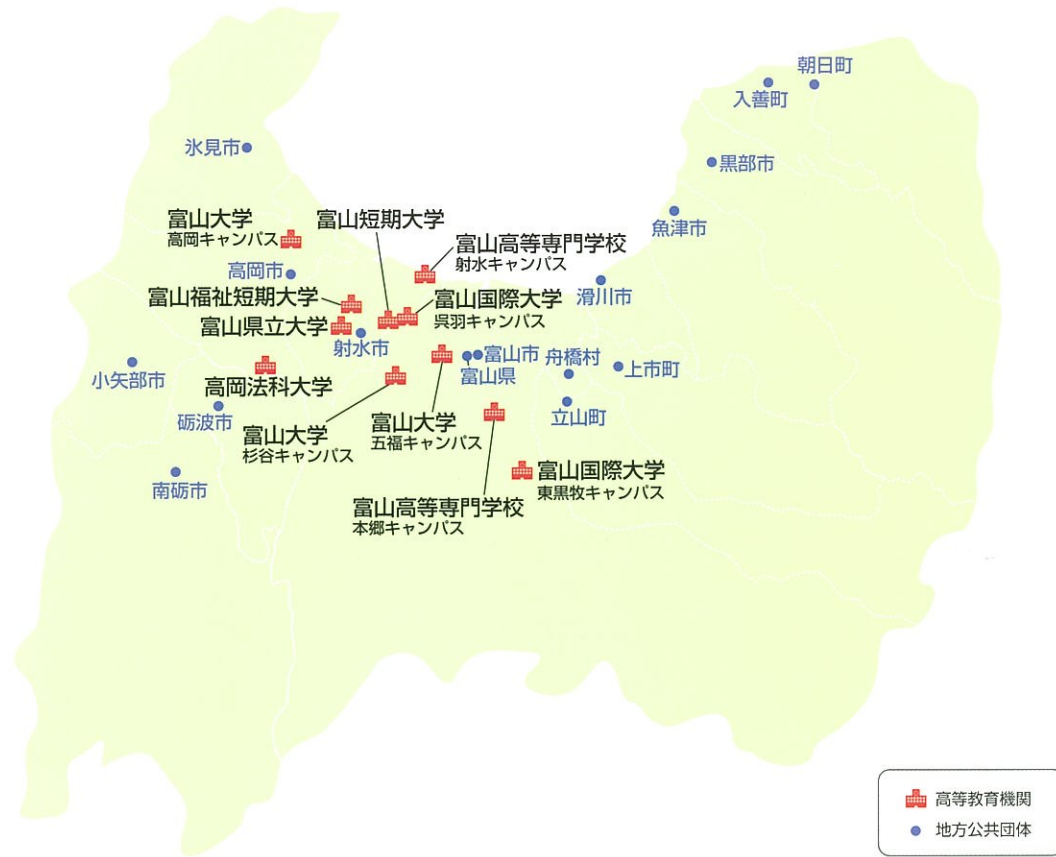 朝日町
入善町
氷見市
黒部市
富山大学
高岡キャンパス
富山短期大学
魚津市
富山高等専門学校
射水キャンパス
高岡市
滑川市
富山福祉短期大学
富山国際大学
呉羽キャンパス
富山県立大学
射水市
富山市
舟橋村
上市町
富山県
小矢部市
高岡法科大学
砺波市
立山町
富山大学
杉谷キャンパス
富山大学
五福キャンパス
富山国際大学
東黒牧キャンパス
南砺市
富山高等専門学校
本郷キャンパス
高等教育機関
地方公共団体